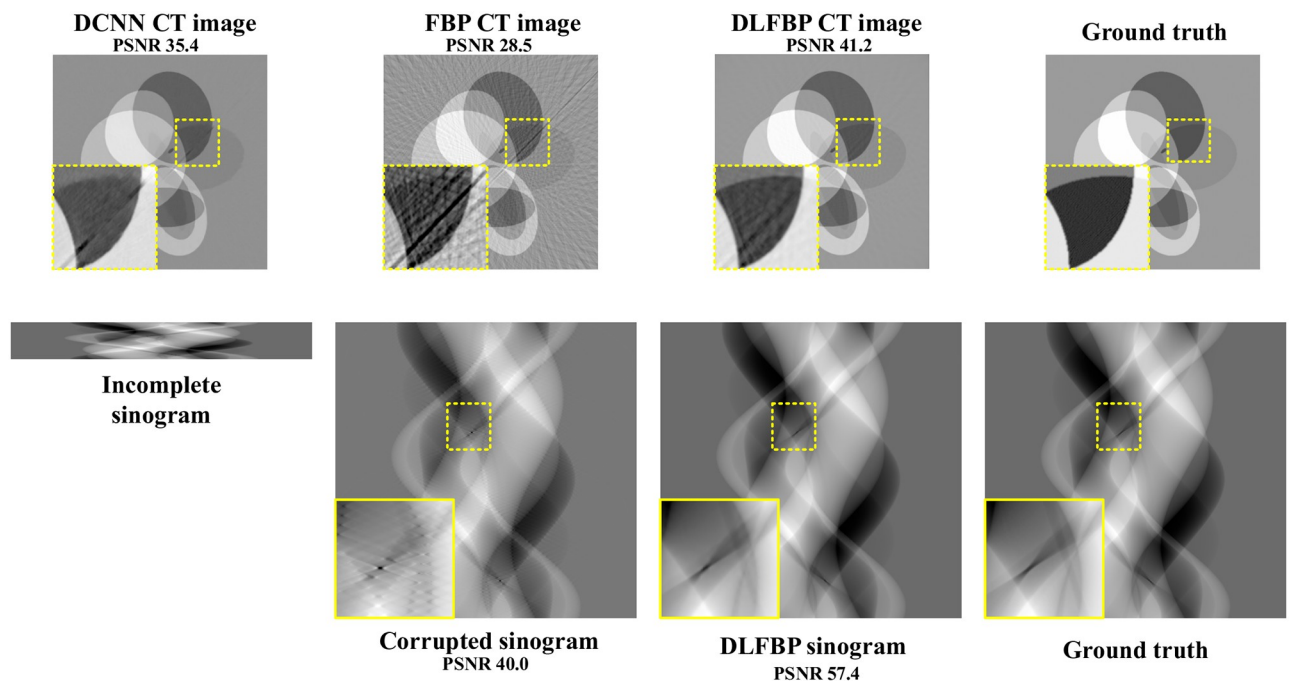 DCNN CT image
PSNR 35.4
FBP CT image
PSNR 28.5
DLFBP CT image
PSNR 41.2
Ground truth
Incomplete
sinogram
Corrupted sinogram
PSNR 40.0
DLFBP sinogram
PSNR 57.4
Ground truth